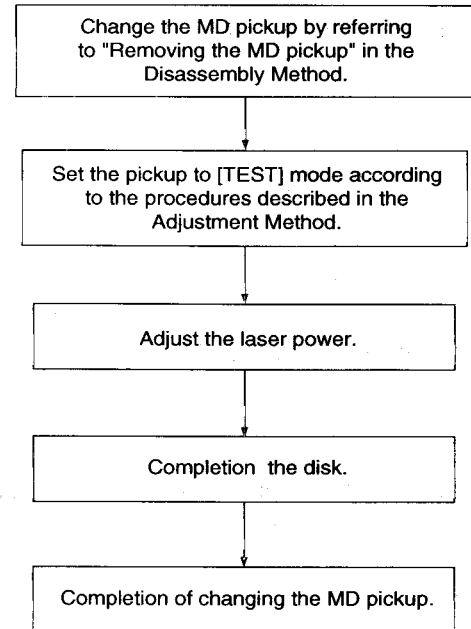 Change the MD pickup by referring
to "Removing the MD pickup" in the
Disassembly Method.
Set the pickup to [TEST] mode according
to the procedures described in the
Adjustment Method.
Adjust the laser power.
Completion the disk.
Completion of changing the MD pickup.